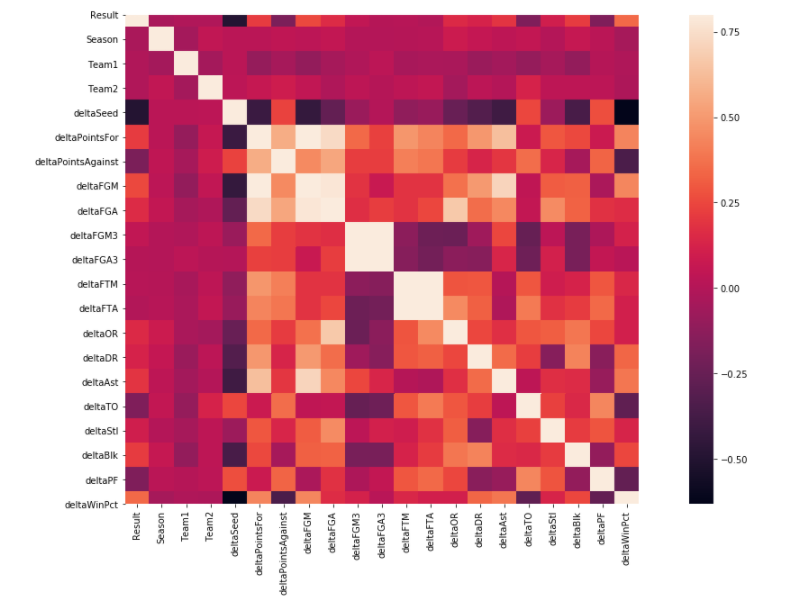 Result
Season
Team1
Team2
deltaSeed
deltaPointsFor
deltaPointsAgainst
deltaFGM
deltaFGA
deltaFGM3
deltaFGA3
deltaFTM
deltaFTA
deltaOR
deltaDR
deltaAst
deltaTO
deltaStl
deltaBlk
deltaPF
deltaWinPct
Result
Season
Team1
Team2
deltaSeed
deltaPointsFor
deltaPointsAgainst
deltaFGM
deltaFGA
deltaFGM3
deltaFGA3
deltaFTM
deltaFTA
deltaOR
deltaDR
deltaAst
deltaTO
deltaStl
deltaBlk
deltaPF
deltaWinPct
0.75
0.50
0.25
0.00
−0.25
−0.50